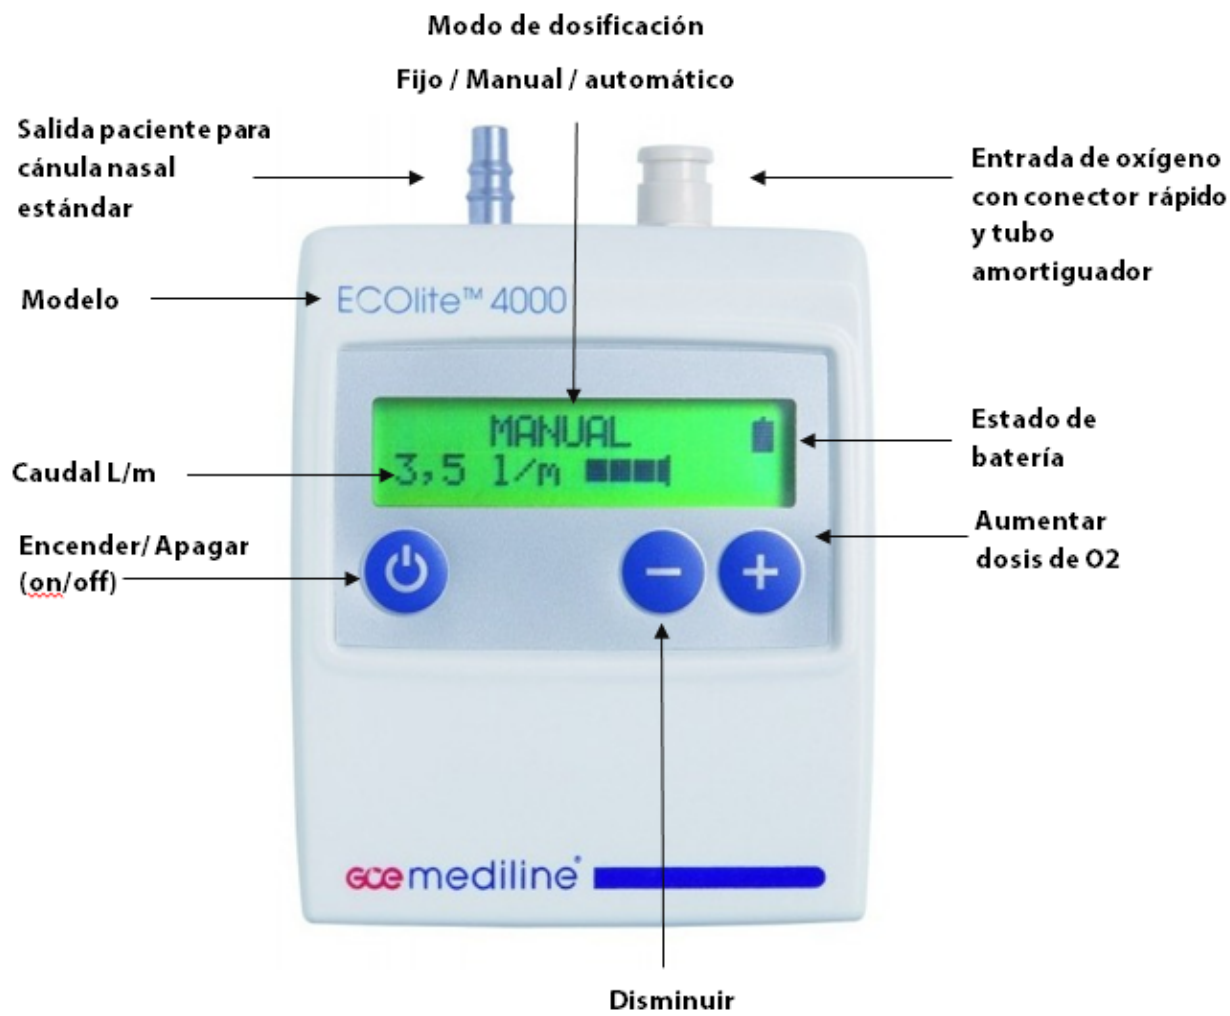 Modo de dosificación
Fijo / Manual / automático
Salida paciente para
cánula nasal
estándar
Entrada de oxígeno
con conector rápido
y tubo
amortiguador
Modelo
ECOlite™ 4000
MANUAL
3,5 l/m
Caudal L/m
Estado de
batería
Encender/ Apagar
(on/off)
Aumentar
dosis de O2
GCE mediline®
Disminuir